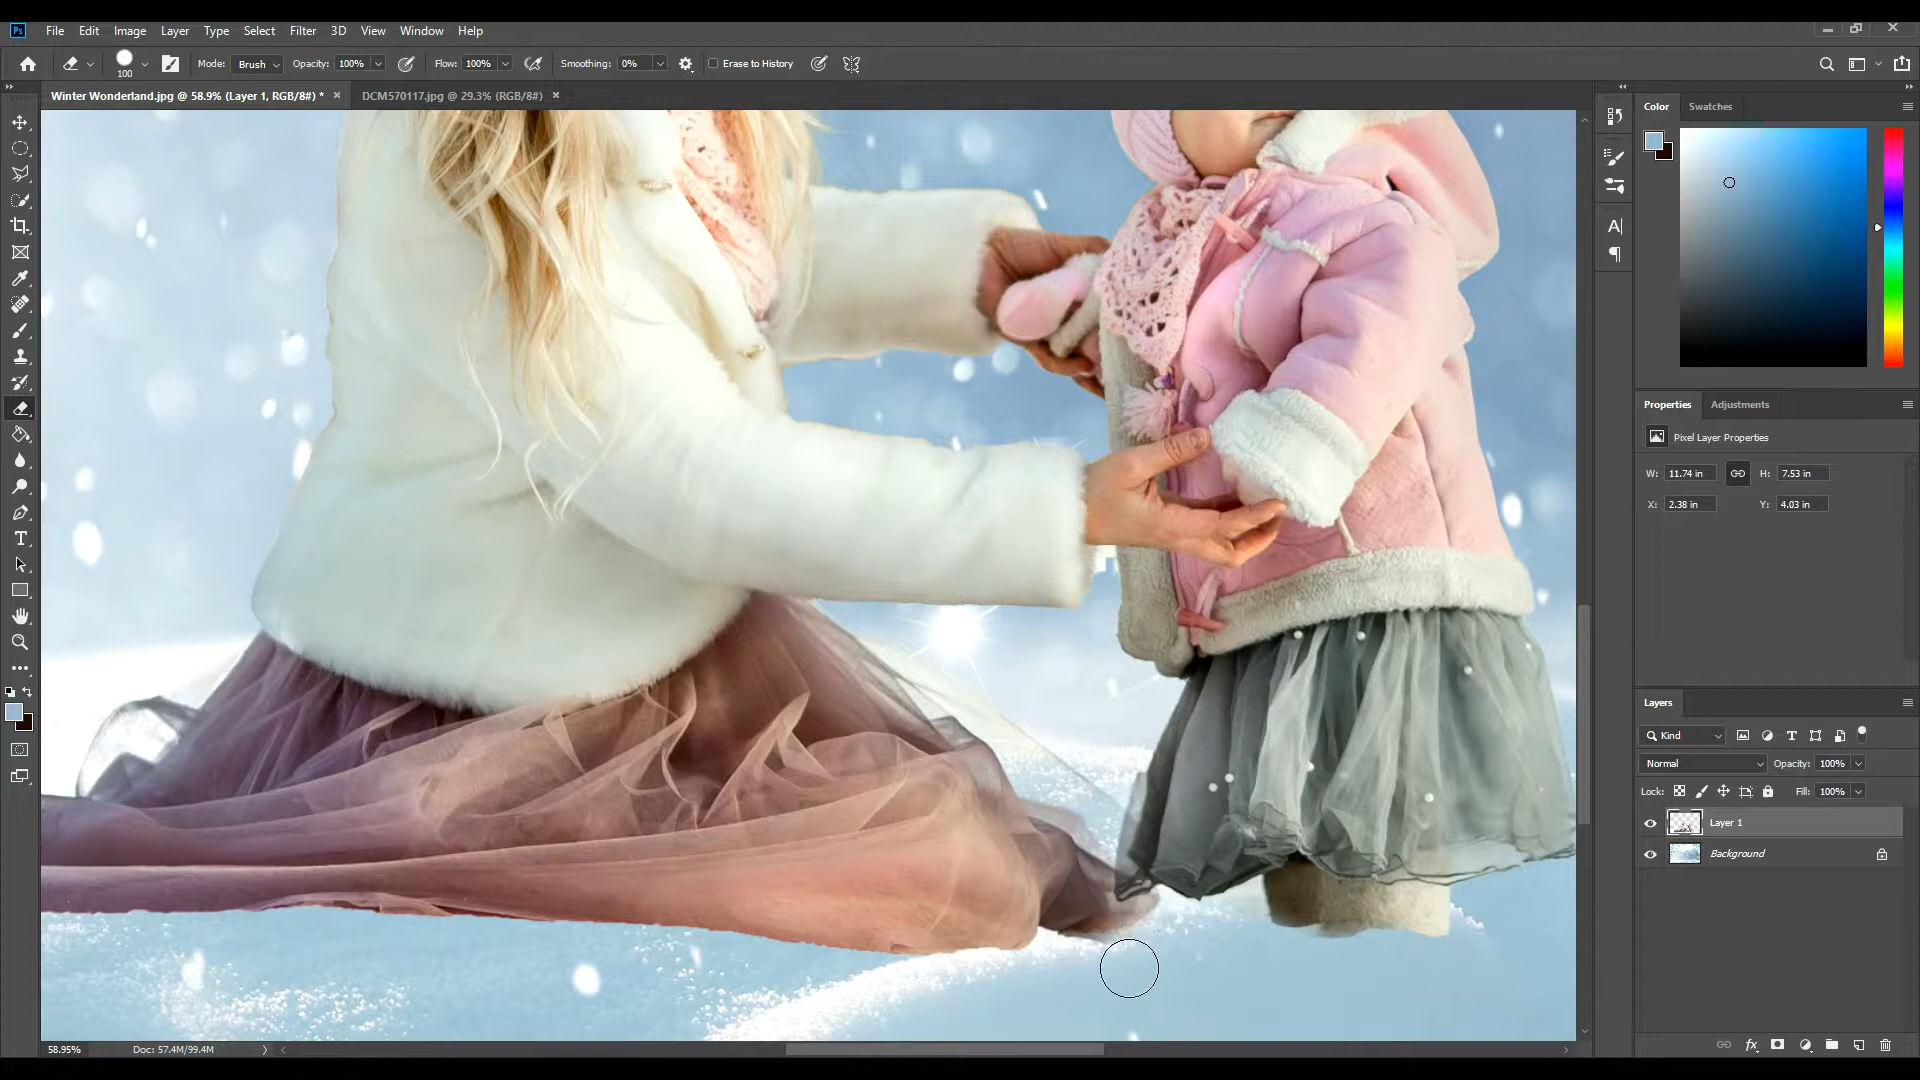 Ps File Edit Image Layer Type Select Filter 3D View Window Help
100 Mode: Brush Opacity: 100% Flow: 100% Smoothing: 0% Erase to History
Winter Wonderland.jpg @ 58.9% (Layer 1, RGB/8#) * × DCM570117.jpg @ 29.3% (RGB/8#) ×
Color Swatches
Properties Adjustments
Pixel Layer Properties
W: 11.74 in H: 7.53 in
X: 2.38 in Y: 4.03 in
Layers
Kind
Normal Opacity: 100%
Lock: Fill: 100%
Layer 1
Background
58.95% Doc: 57.4M/99.4M